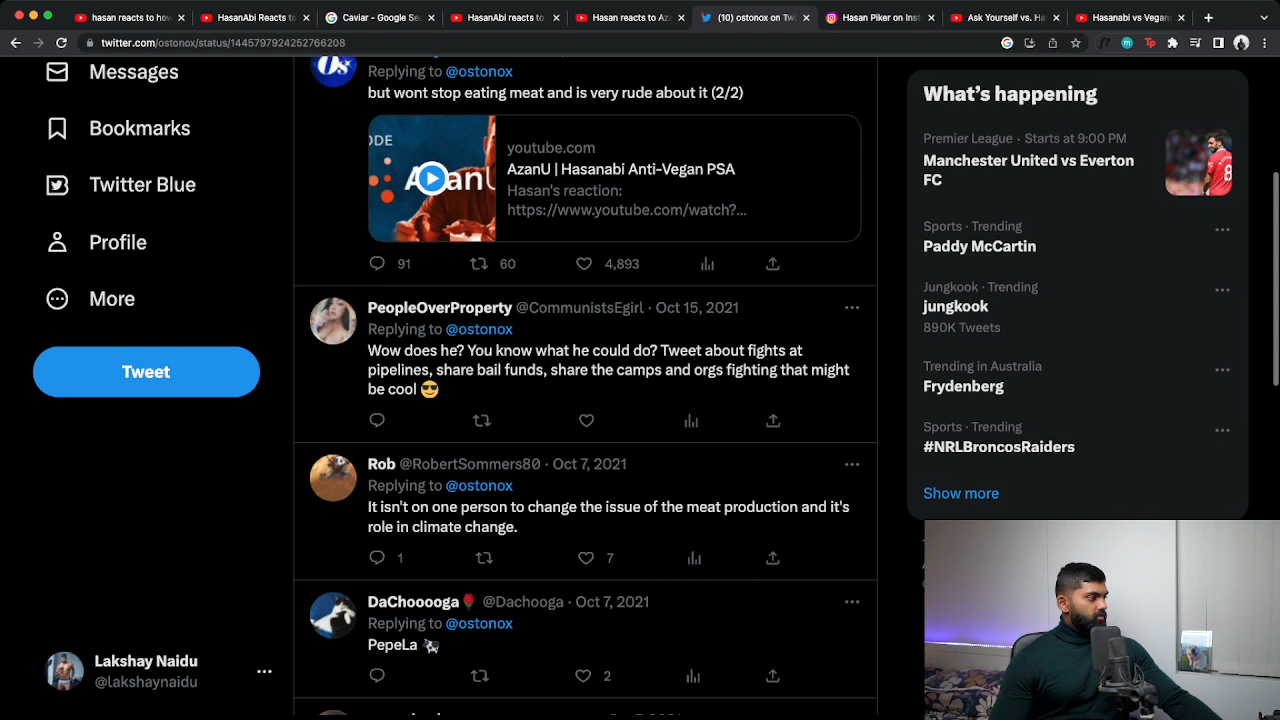 hasan reacts to how
HasanAbi Reacts to
Caviar - Google Se
HasanAbi reacts to
Hasan reacts to Aza
(10) ostonox on Twi
Hasan Piker on Inst
Ask Yourself vs. Ha
Hasanabi vs Vegan
twitter.com/ostonox/status/1445797924252766208
Messages
Bookmarks
Twitter Blue
Profile
More
Tweet
Lakshay Naidu
@lakshaynaidu
Os
Replying to @ostonox
but wont stop eating meat and is very rude about it (2/2)
ODE
AzanU
youtube.com
AzanU | Hasanabi Anti-Vegan PSA
Hasan's reaction:
https://www.youtube.com/watch?...
91 60 4,893
PeopleOverProperty @CommunistsEgirl · Oct 15, 2021
Replying to @ostonox
Wow does he? You know what he could do? Tweet about fights at
pipelines, share bail funds, share the camps and orgs fighting that might
be cool 😎
Rob @RobertSommers80 · Oct 7, 2021
Replying to @ostonox
It isn't on one person to change the issue of the meat production and it's
role in climate change.
1 7
DaChooooga🌹 @Dachooga · Oct 7, 2021
Replying to @ostonox
PepeLa 🐄
2
What's happening
Premier League · Starts at 9:00 PM
Manchester United vs Everton
FC
Sports · Trending
Paddy McCartin
Jungkook · Trending
jungkook
890K Tweets
Trending in Australia
Frydenberg
Sports · Trending
#NRLBroncosRaiders
Show more